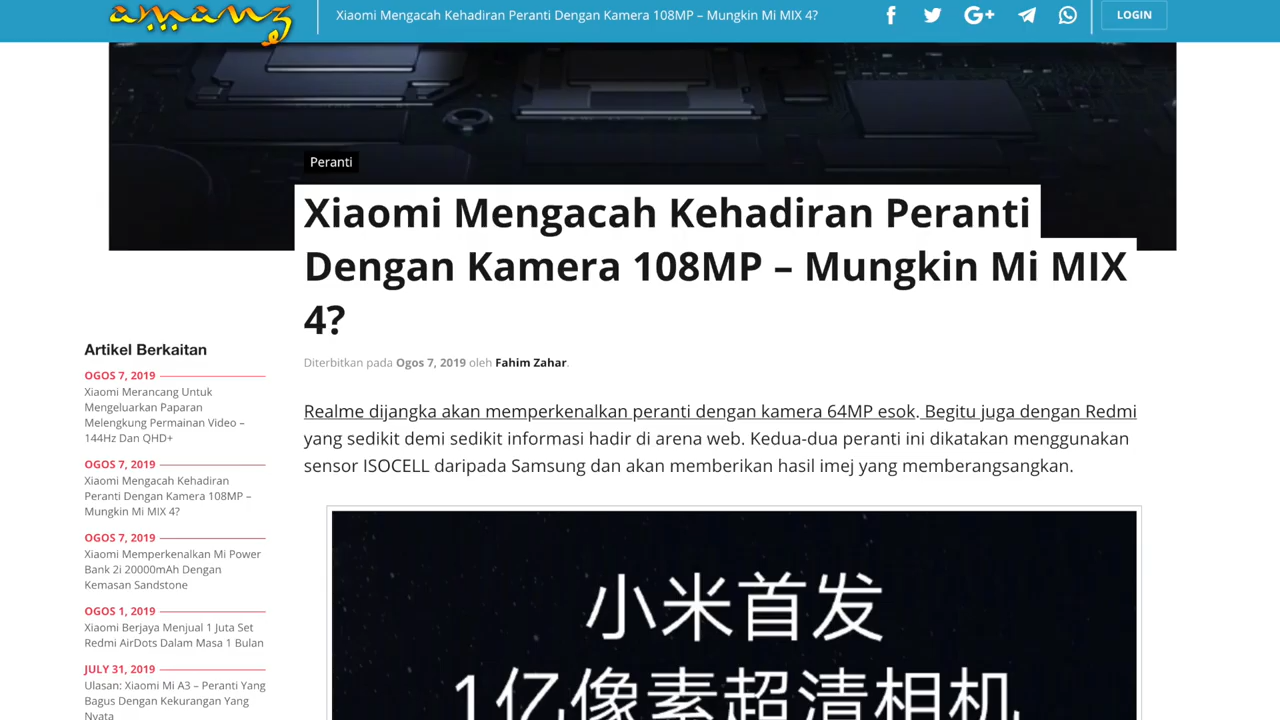 amanz
Xiaomi Mengacah Kehadiran Peranti Dengan Kamera 108MP – Mungkin Mi MIX 4?
LOGIN
Peranti
Xiaomi Mengacah Kehadiran Peranti
Dengan Kamera 108MP – Mungkin Mi MIX
4?
Diterbitkan pada Ogos 7, 2019 oleh Fahim Zahar.
Artikel Berkaitan
OGOS 7, 2019
Xiaomi Merancang Untuk
Mengeluarkan Paparan
Melengkung Permainan Video –
144Hz Dan QHD+
OGOS 7, 2019
Xiaomi Mengacah Kehadiran
Peranti Dengan Kamera 108MP –
Mungkin Mi MIX 4?
OGOS 7, 2019
Xiaomi Memperkenalkan Mi Power
Bank 2i 20000mAh Dengan
Kemasan Sandstone
OGOS 1, 2019
Xiaomi Berjaya Menjual 1 Juta Set
Redmi AirDots Dalam Masa 1 Bulan
JULY 31, 2019
Ulasan: Xiaomi Mi A3 – Peranti Yang
Bagus Dengan Kekurangan Yang
Nyata
Realme dijangka akan memperkenalkan peranti dengan kamera 64MP esok. Begitu juga dengan Redmi
yang sedikit demi sedikit informasi hadir di arena web. Kedua-dua peranti ini dikatakan menggunakan
sensor ISOCELL daripada Samsung dan akan memberikan hasil imej yang memberangsangkan.
小米首发
1亿像素超清相机